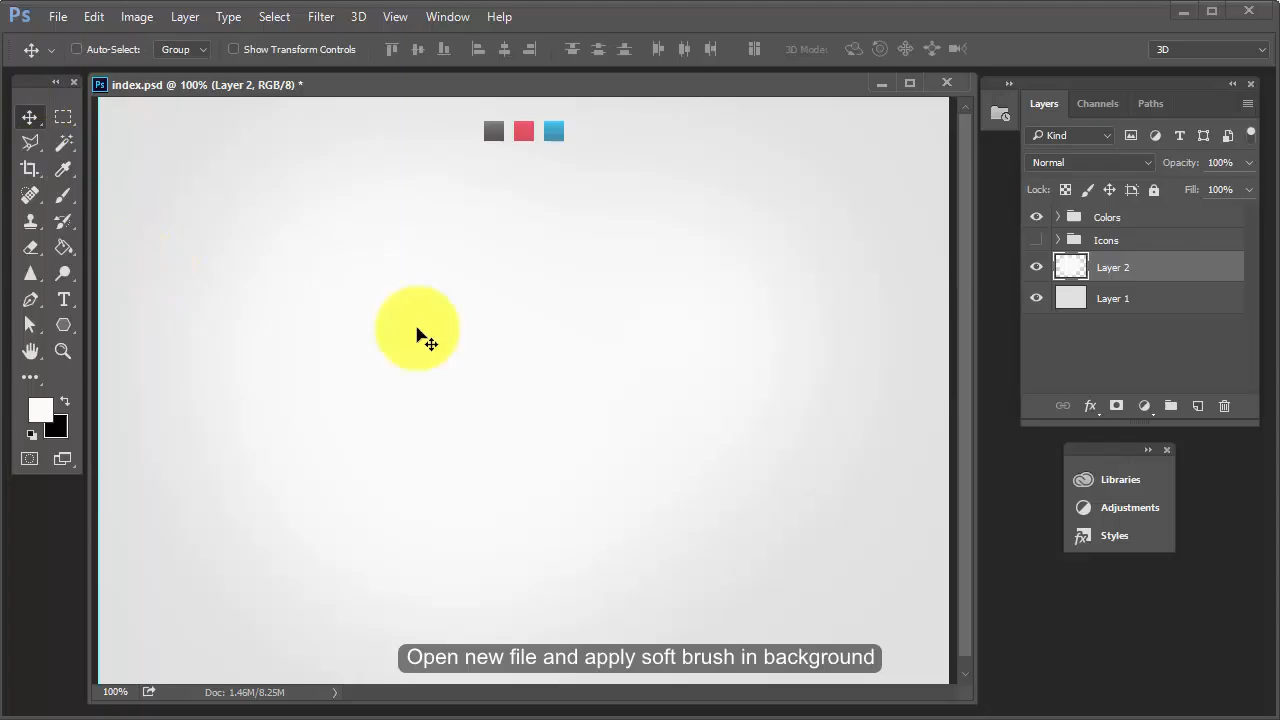 Ps File Edit Image Layer Type Select Filter 3D View Window Help
Auto-Select: Group Show Transform Controls 3D Mode: 3D
Ps index.psd @ 100% (Layer 2, RGB/8) *
Layers Channels Paths
Kind
Normal Opacity: 100%
Lock: Fill: 100%
Colors
Icons
Layer 2
Layer 1
fx
Libraries
Adjustments
Styles
Open new file and apply soft brush in background
100% Doc: 1.46M/8.25M